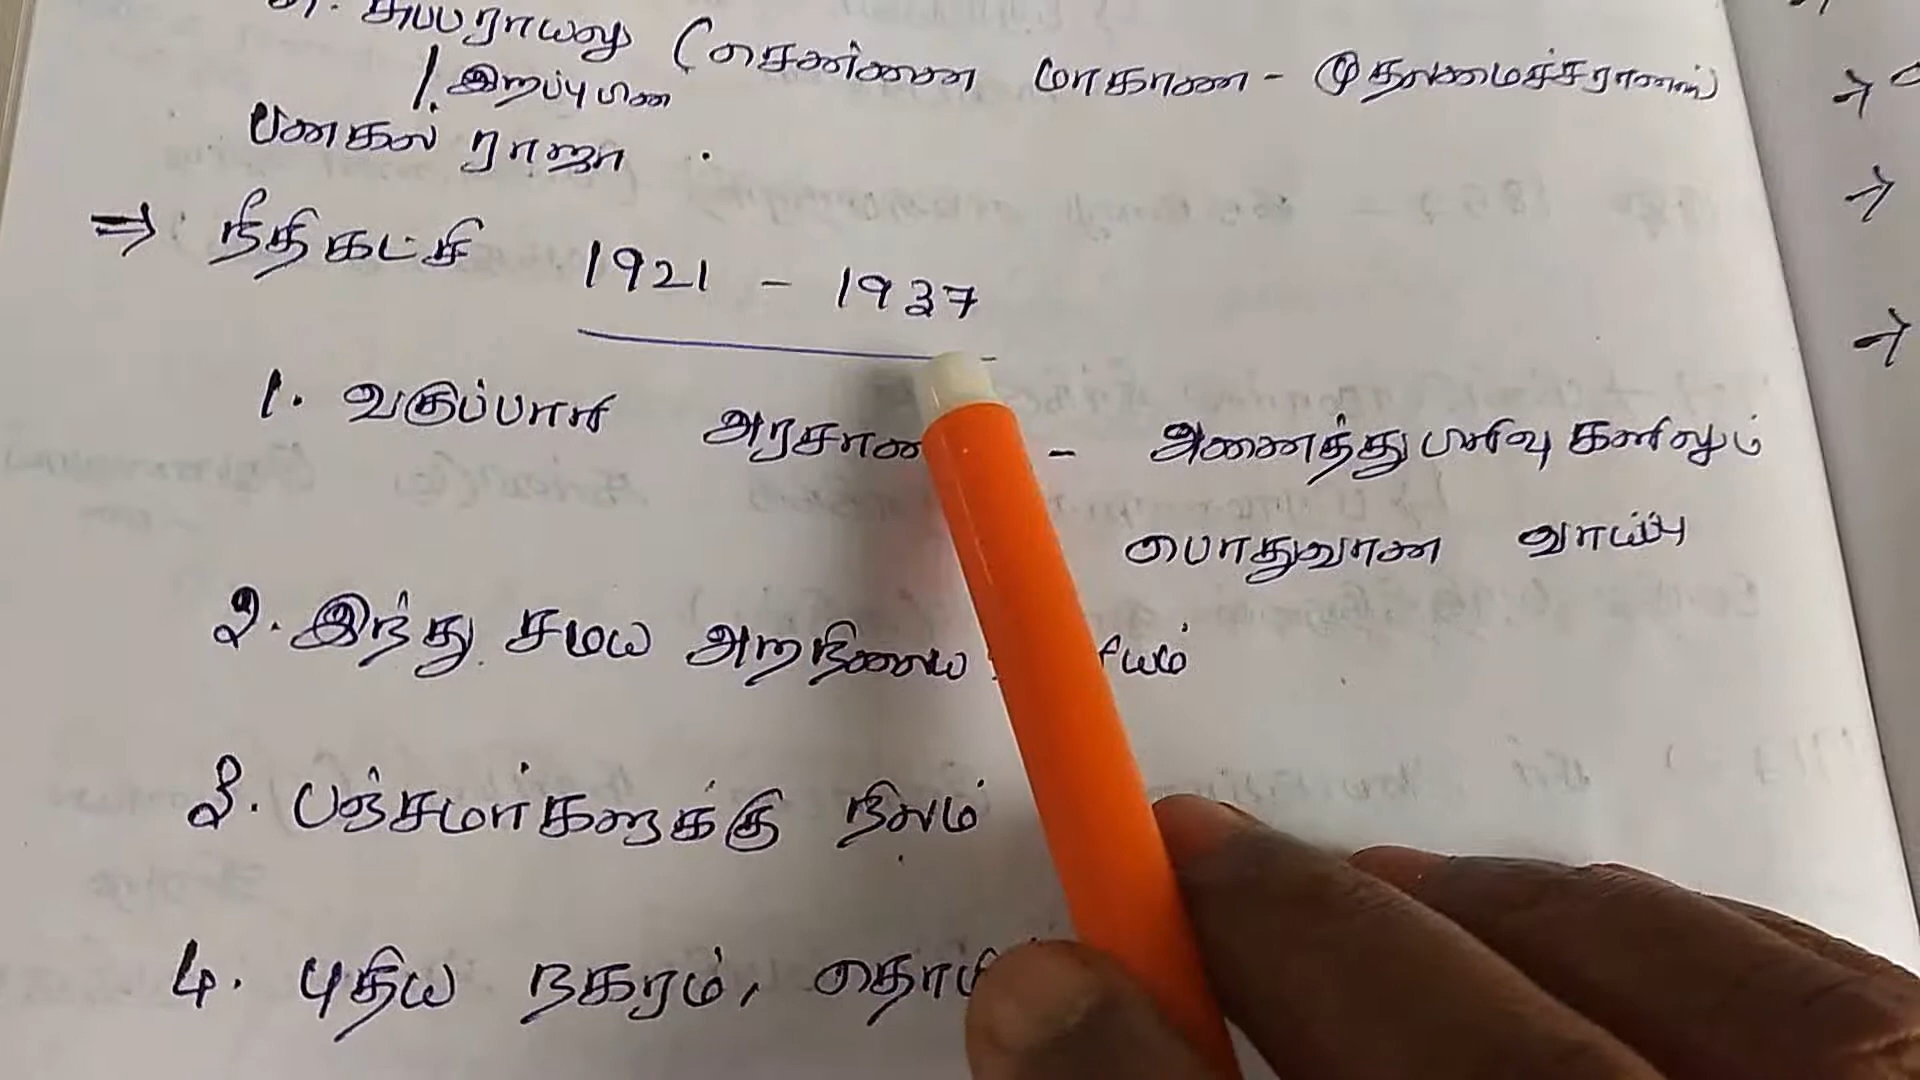 சுப்பராயலு (சென்னை மாகாண - முதலமைச்சரானார்)
இறப்பு பின்
பனகல் ராஜா .
⇒ நீதிகட்சி 1921 - 1937
1. வகுப்பாரி அரசாணை - அனைத்து பிரிவு களிலும்
பொதுவான வாய்ப்பு
2. இந்து சமய அறநிலைய
3. பஞ்சமர்களுக்கு நிலம்
4. புதிய நகரம்,